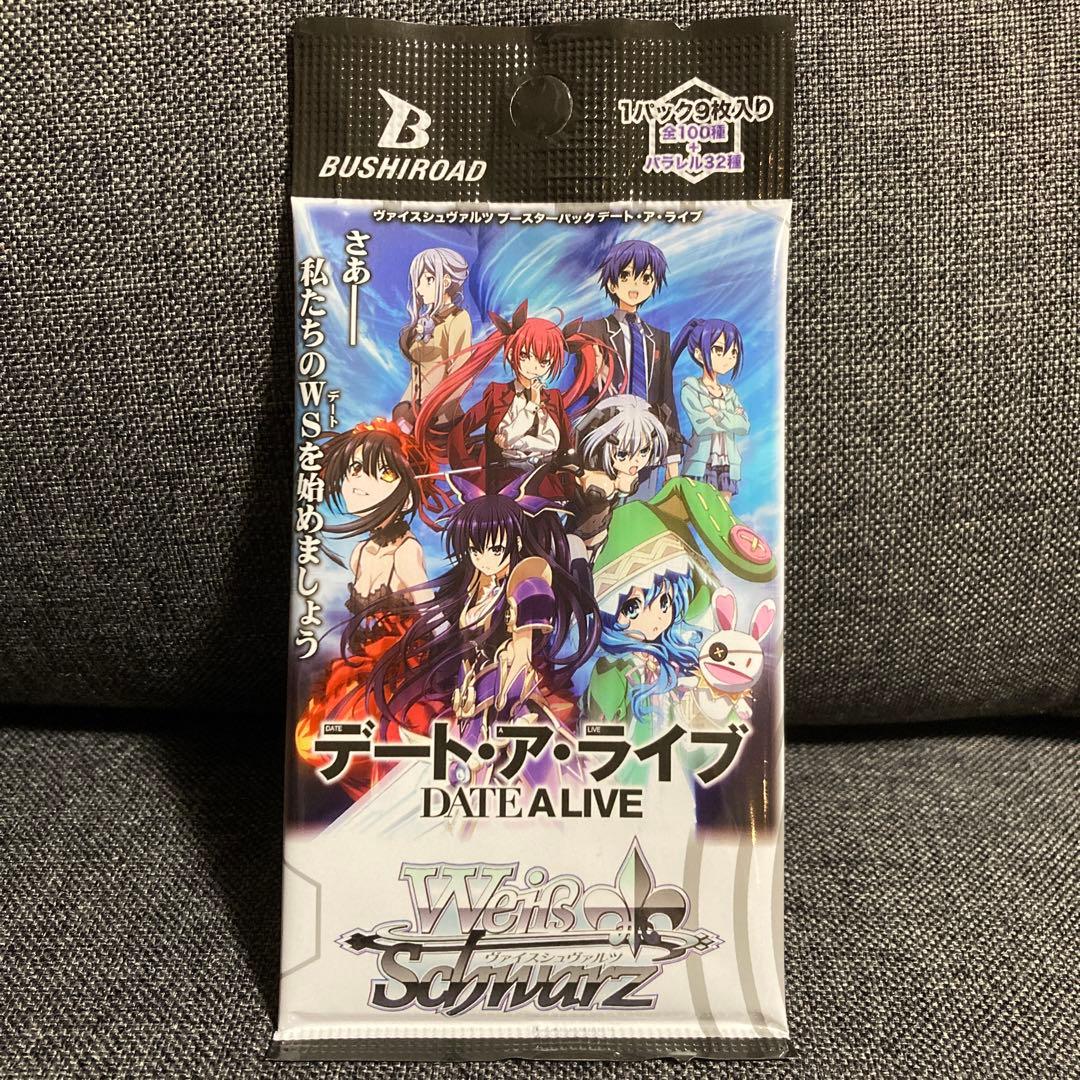 BUSHIROAD
1パック9枚入り
全100種
+
パラレル32種
ヴァイスシュヴァルツ ブースターパック デート・ア・ライブ
さあ――
私たちのWSを始めましょう
デート
DATE A LIVE
デート・ア・ライブ
DATE A LIVE
Weiß
ヴァイスシュヴァルツ
Schwarz